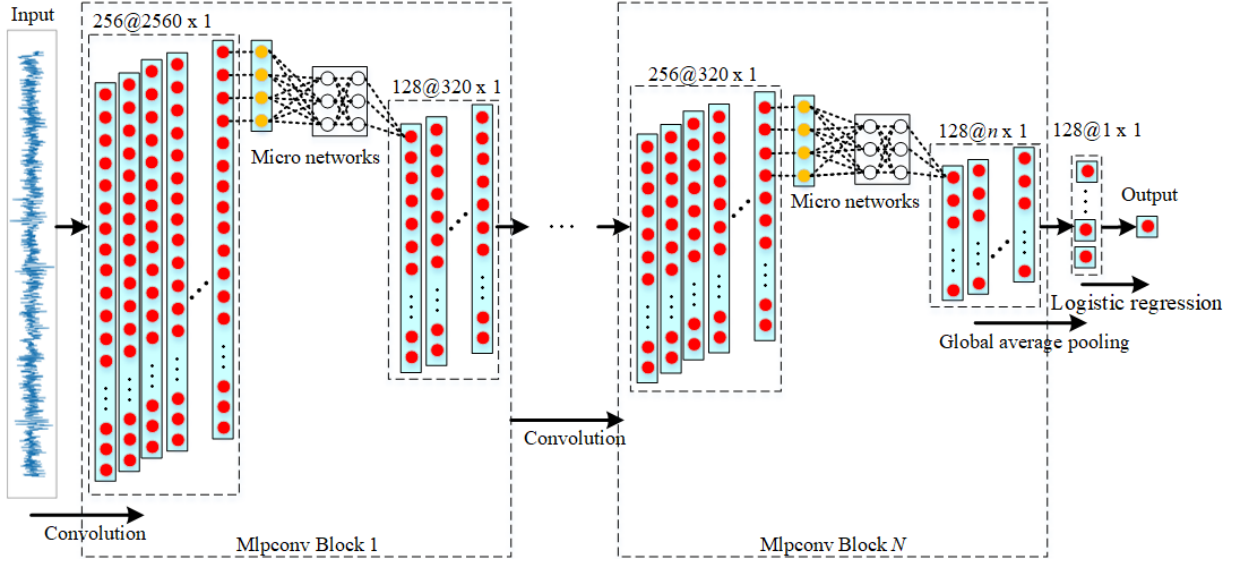 Input
256@2560 x 1
Micro networks
128@320 x 1
Convolution
Mlpconv Block 1
...
Convolution
256@320 x 1
Micro networks
128@n x 1
Mlpconv Block N
128@1 x 1
Output
Logistic regression
Global average pooling